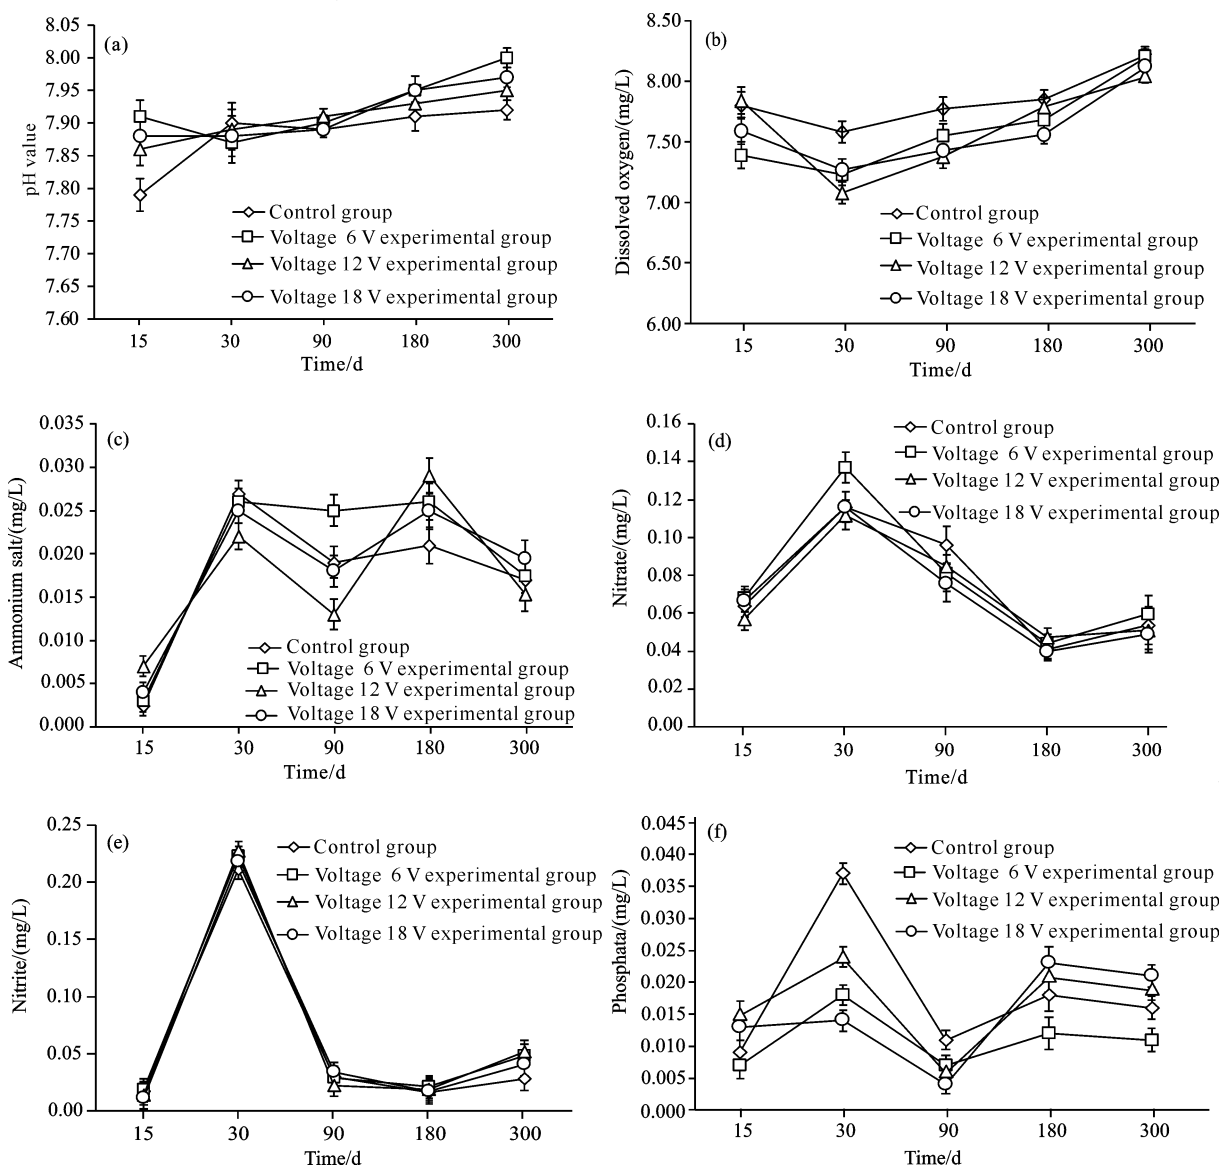 (a)
8.05
8.00
7.95
7.90
7.85
7.80
7.75
7.70
7.65
7.60
pH value
Control group
Voltage 6 V experimental group
Voltage 12 V experimental group
Voltage 18 V experimental group
15 30 90 180 300
Time/d
(b)
8.50
8.00
7.50
7.00
6.50
6.00
Dissolved oxygen/(mg/L)
Control group
Voltage 6 V experimental group
Voltage 12 V experimental group
Voltage 18 V experimental group
15 30 90 180 300
Time/d
(c)
0.035
0.030
0.025
0.020
0.015
0.010
0.005
0.000
Ammonium salt/(mg/L)
Control group
Voltage 6 V experimental group
Voltage 12 V experimental group
Voltage 18 V experimental group
15 30 90 180 300
Time/d
(d)
0.16
0.14
0.12
0.10
0.08
0.06
0.04
0.02
0.00
Nitrate/(mg/L)
Control group
Voltage 6 V experimental group
Voltage 12 V experimental group
Voltage 18 V experimental group
15 30 90 180 300
Time/d
(e)
0.25
0.20
0.15
0.10
0.05
0.00
Nitrite/(mg/L)
Control group
Voltage 6 V experimental group
Voltage 12 V experimental group
Voltage 18 V experimental group
15 30 90 180 300
Time/d
(f)
0.045
0.040
0.035
0.030
0.025
0.020
0.015
0.010
0.005
0.000
Phosphata/(mg/L)
Control group
Voltage 6 V experimental group
Voltage 12 V experimental group
Voltage 18 V experimental group
15 30 90 180 300
Time/d